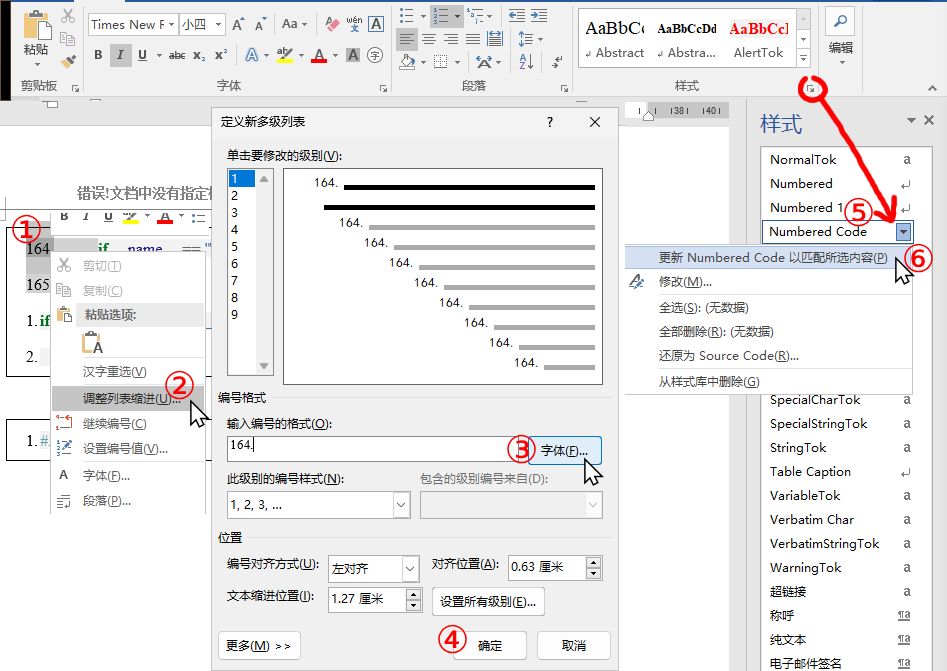 粘贴
剪贴板
Times New R
小四
Aa
wén
A
B
I
U
abc
x₂
x²
A
aby
A
A
字
字体
段落
AaBbCc
Abstract
AaBbCcDd
Abstra...
AaBbCcl
AlertTok
样式
编辑
错误!文档中没有指定
①
B I U A
164
if name == "
165
1. if
2.
1. #
剪切(T)
复制(C)
粘贴选项:
A
汉字重选(V)
②
调整列表缩进(U)...
继续编号(C)
设置编号值(V)...
A 字体(F)...
段落(P)...
定义新多级列表
?
单击要修改的级别(V):
1
2
3
4
5
6
7
8
9
164.
164.
164.
164.
164.
164.
164.
164.
164.
编号格式
输入编号的格式(O):
164.
③
字体(F)...
此级别的编号样式(N):
包含的级别编号来自(D):
1, 2, 3, ...
位置
编号对齐方式(U):
左对齐
对齐位置(A):
0.63 厘米
文本缩进位置(I):
1.27 厘米
设置所有级别(E)...
更多(M) >>
④
确定
取消
38 40
样式
NormalTok a
Numbered
Numbered 1
⑤
Numbered Code
⑥
更新 Numbered Code 以匹配所选内容(P)
修改(M)...
全选(S): (无数据)
全部删除(R): (无数据)
还原为 Source Code(R)...
从样式库中删除(G)
SpecialCharTok a
SpecialStringTok a
StringTok a
Table Caption
VariableTok a
Verbatim Char a
VerbatimStringTok a
WarningTok a
超链接 a
称呼 ¶a
纯文本 ¶a
电子邮件签名 ¶a